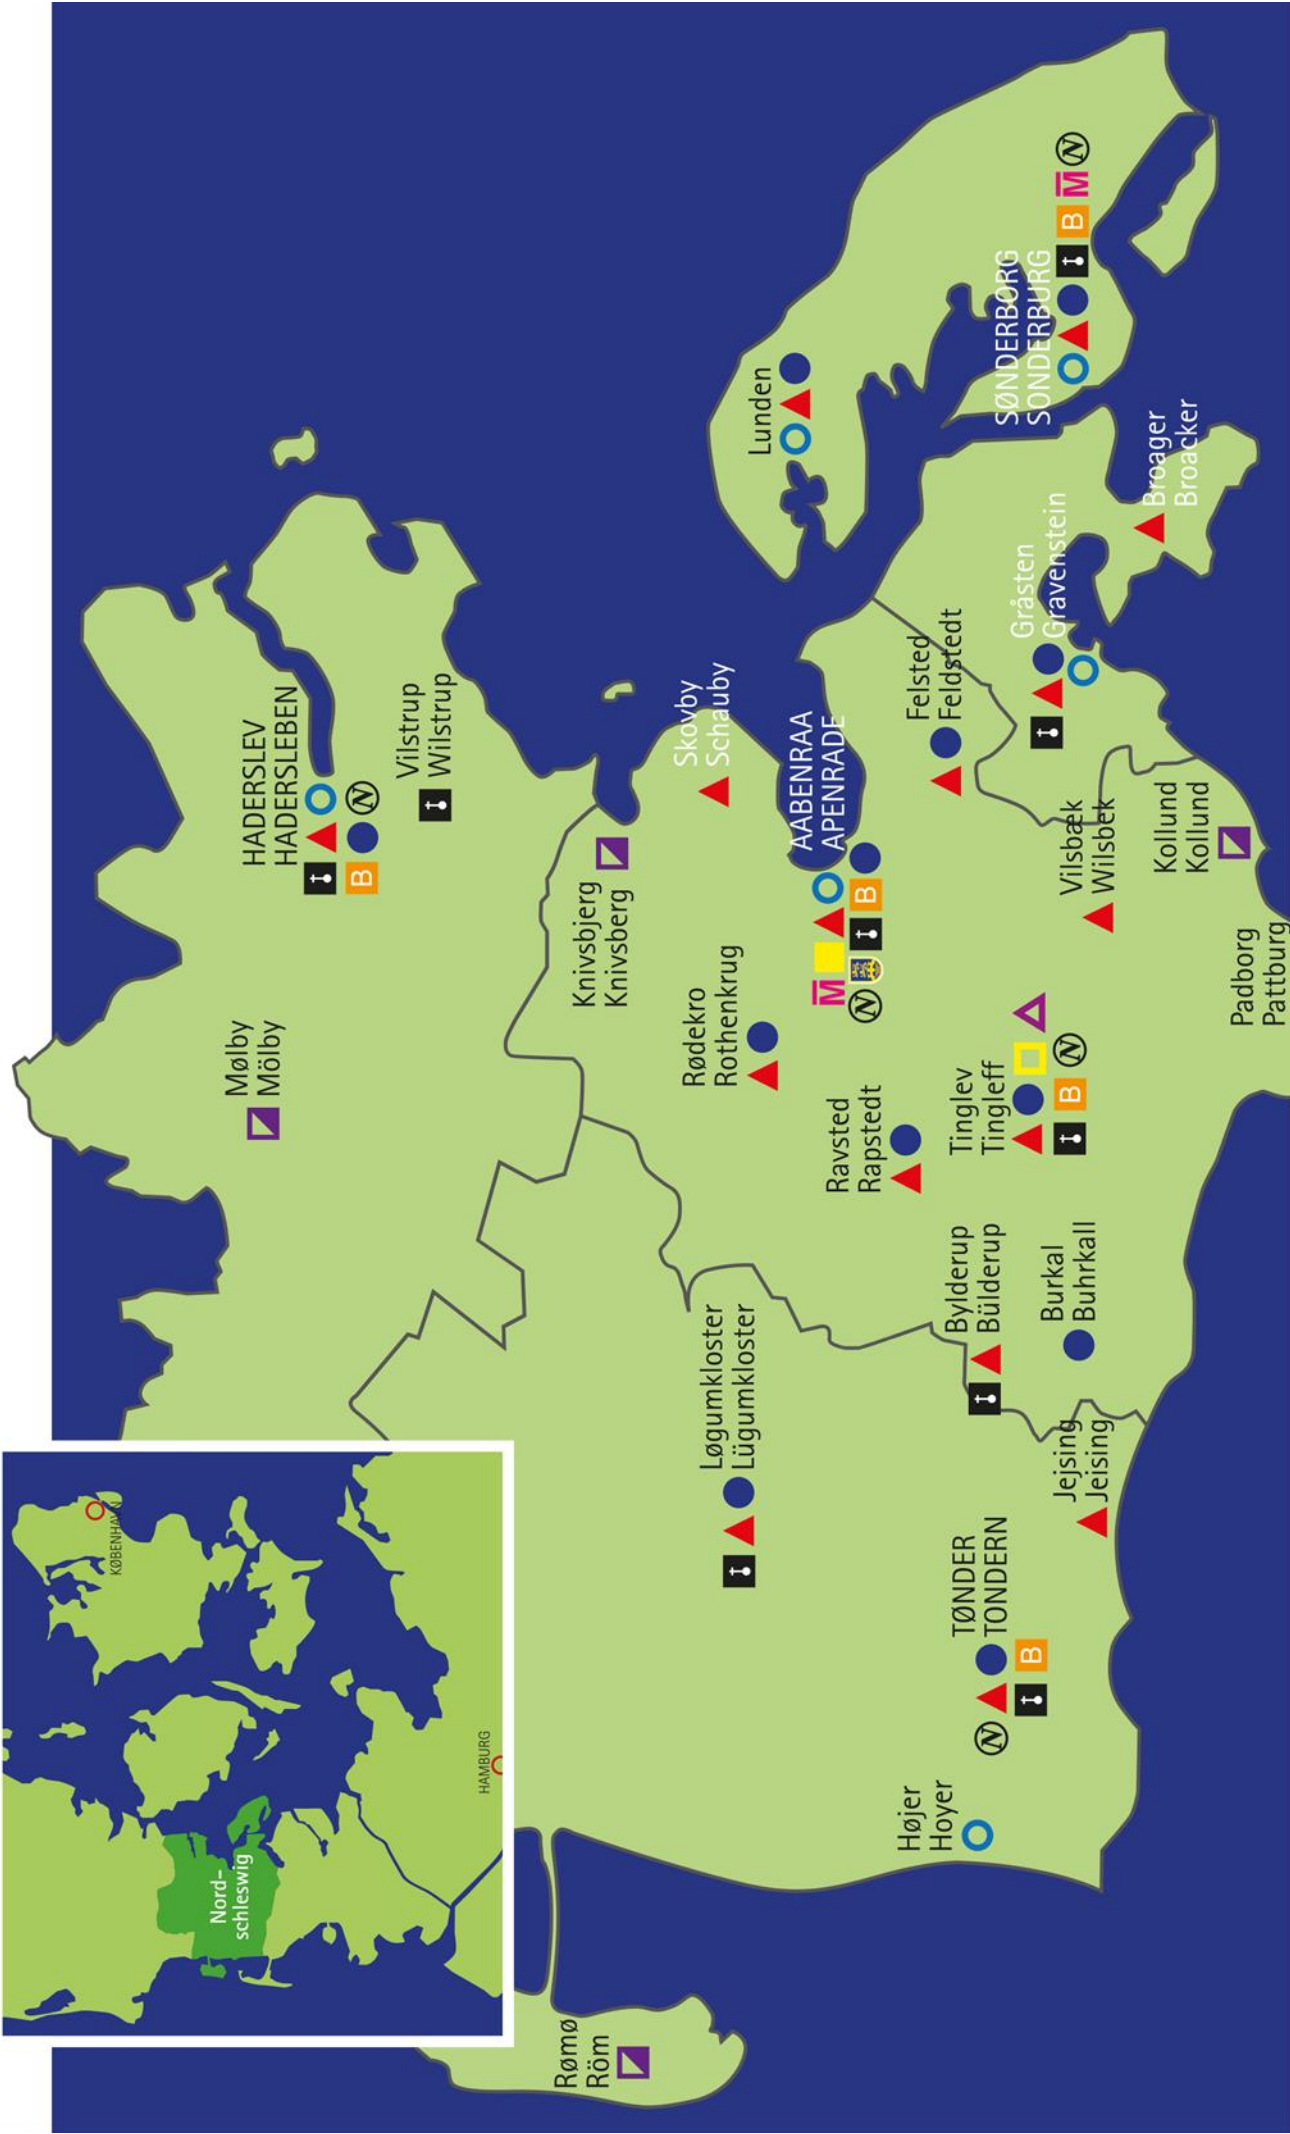 KØBENHAVN
HAMBURG
Nord-
schleswig
Mølby
Mölby
HADERSLEV
HADERSLEBEN
B
N
Vilstrup
Wilstrup
Knivsbjerg
Knivsberg
Skovby
Schauby
Rømø
Röm
Rødekro
Rothenkrug
AABENRAA
APENRADE
M
B
N
Lunden
Løgumkloster
Lügumkloster
Ravsted
Rapstedt
Felsted
Feldstedt
SØNDERBORG
SONDERBURG
B
M
N
Højer
Hoyer
TØNDER
TONDERN
N
B
Bylderup
Bülderup
Tinglev
Tingleff
B
N
Gråsten
Gravenstein
Burkal
Buhrkall
Jejsing
Jeising
Vilsbæk
Wilsbek
Kollund
Kollund
Broager
Broacker
Padborg
Pattburg